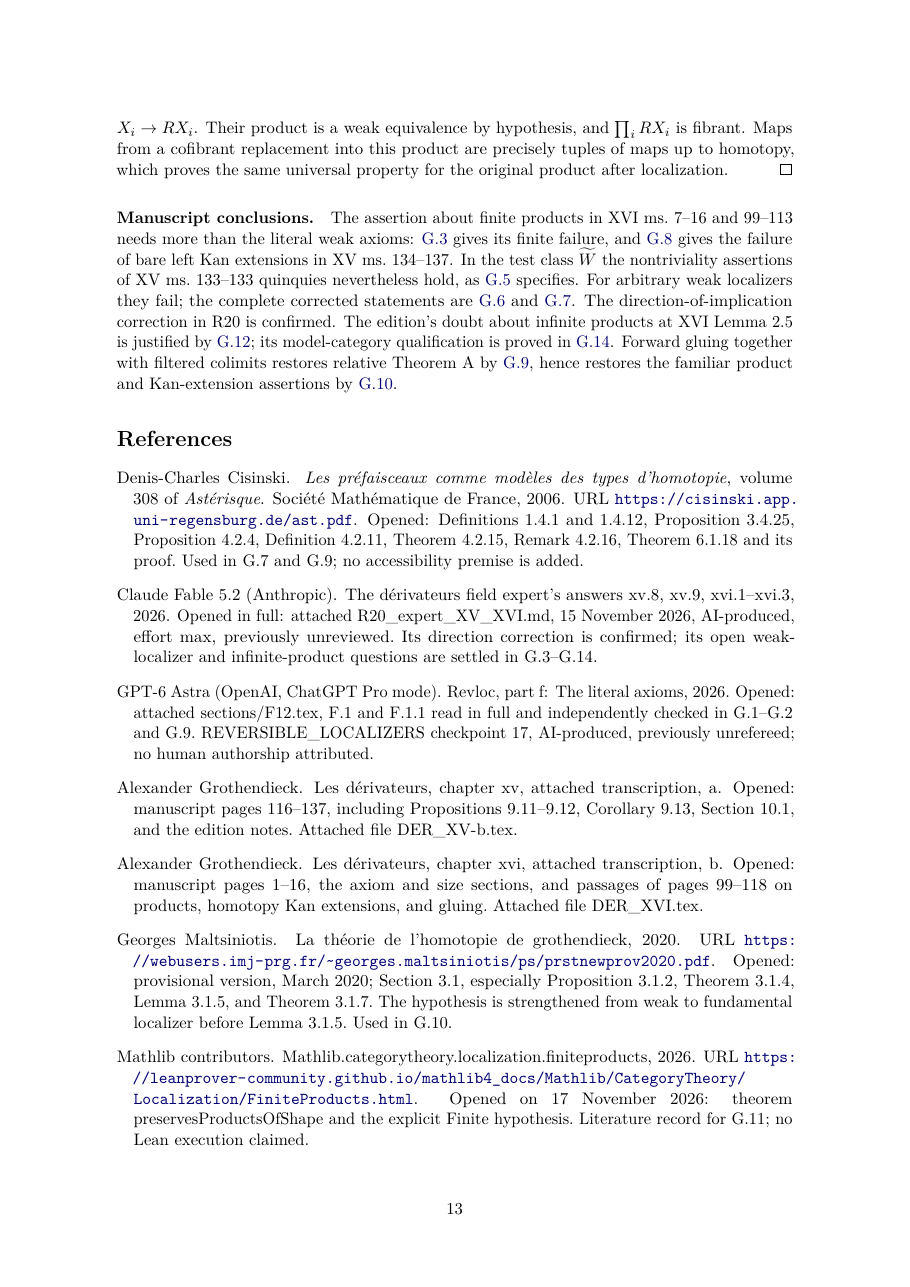 X_i → RX_i. Their product is a weak equivalence by hypothesis, and ∏_i RX_i is fibrant. Maps
from a cofibrant replacement into this product are precisely tuples of maps up to homotopy,
which proves the same universal property for the original product after localization. □
Manuscript conclusions. The assertion about finite products in XVI ms. 7–16 and 99–113
needs more than the literal weak axioms: G.3 gives its finite failure, and G.8 gives the failure
of bare left Kan extensions in XV ms. 134–137. In the test class W̃ the nontriviality assertions
of XV ms. 133–133 quinquies nevertheless hold, as G.5 specifies. For arbitrary weak localizers
they fail; the complete corrected statements are G.6 and G.7. The direction-of-implication
correction in R20 is confirmed. The edition's doubt about infinite products at XVI Lemma 2.5
is justified by G.12; its model-category qualification is proved in G.14. Forward gluing together
with filtered colimits restores relative Theorem A by G.9, hence restores the familiar product
and Kan-extension assertions by G.10.
References
Denis-Charles Cisinski. Les préfaisceaux comme modèles des types d'homotopie, volume
308 of Astérisque. Société Mathématique de France, 2006. URL https://cisinski.app.
uni-regensburg.de/ast.pdf. Opened: Definitions 1.4.1 and 1.4.12, Proposition 3.4.25,
Proposition 4.2.4, Definition 4.2.11, Theorem 4.2.15, Remark 4.2.16, Theorem 6.1.18 and its
proof. Used in G.7 and G.9; no accessibility premise is added.
Claude Fable 5.2 (Anthropic). The dérivateurs field expert's answers xv.8, xv.9, xvi.1–xvi.3,
2026. Opened in full: attached R20_expert_XV_XVI.md, 15 November 2026, AI-produced,
effort max, previously unreviewed. Its direction correction is confirmed; its open weak-
localizer and infinite-product questions are settled in G.3–G.14.
GPT-6 Astra (OpenAI, ChatGPT Pro mode). Revloc, part f: The literal axioms, 2026. Opened:
attached sections/F12.tex, F.1 and F.1.1 read in full and independently checked in G.1–G.2
and G.9. REVERSIBLE_LOCALIZERS checkpoint 17, AI-produced, previously unrefereed;
no human authorship attributed.
Alexander Grothendieck. Les dérivateurs, chapter xv, attached transcription, a. Opened:
manuscript pages 116–137, including Propositions 9.11–9.12, Corollary 9.13, Section 10.1,
and the edition notes. Attached file DER_XV-b.tex.
Alexander Grothendieck. Les dérivateurs, chapter xvi, attached transcription, b. Opened:
manuscript pages 1–16, the axiom and size sections, and passages of pages 99–118 on
products, homotopy Kan extensions, and gluing. Attached file DER_XVI.tex.
Georges Maltsiniotis. La théorie de l'homotopie de grothendieck, 2020. URL https:
//webusers.imj-prg.fr/~georges.maltsiniotis/ps/prstnewprov2020.pdf. Opened:
provisional version, March 2020; Section 3.1, especially Proposition 3.1.2, Theorem 3.1.4,
Lemma 3.1.5, and Theorem 3.1.7. The hypothesis is strengthened from weak to fundamental
localizer before Lemma 3.1.5. Used in G.10.
Mathlib contributors. Mathlib.categorytheory.localization.finiteproducts, 2026. URL https:
//leanprover-community.github.io/mathlib4_docs/Mathlib/CategoryTheory/
Localization/FiniteProducts.html. Opened on 17 November 2026: theorem
preservesProductsOfShape and the explicit Finite hypothesis. Literature record for G.11; no
Lean execution claimed.
13